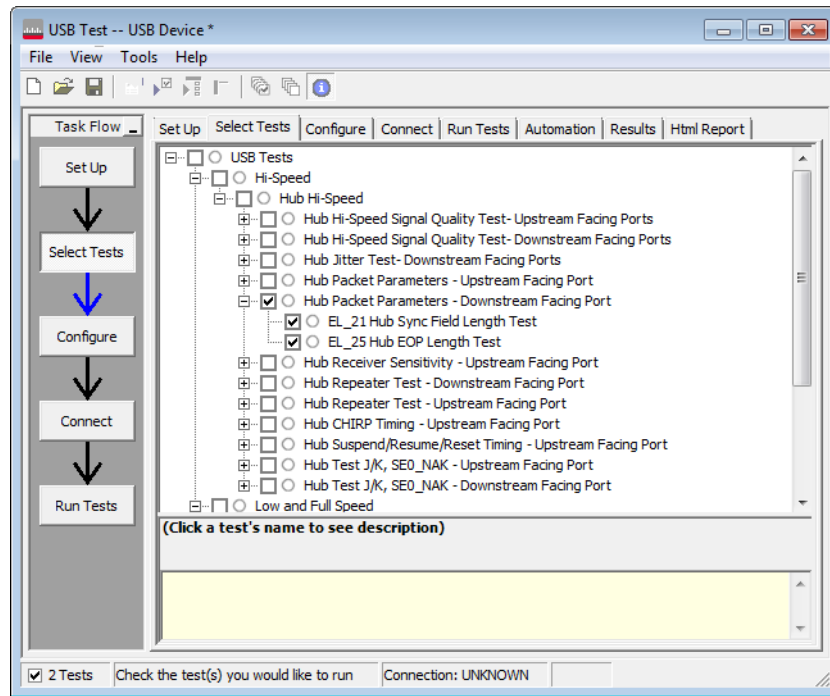 USB Test -- USB Device *
File View Tools Help
Task Flow
Set Up
Select Tests
Configure
Connect
Run Tests
Set Up Select Tests Configure Connect Run Tests Automation Results Html Report
USB Tests
Hi-Speed
Hub Hi-Speed
Hub Hi-Speed Signal Quality Test- Upstream Facing Ports
Hub Hi-Speed Signal Quality Test- Downstream Facing Ports
Hub Jitter Test- Downstream Facing Ports
Hub Packet Parameters - Upstream Facing Port
Hub Packet Parameters - Downstream Facing Port
EL_21 Hub Sync Field Length Test
EL_25 Hub EOP Length Test
Hub Receiver Sensitivity - Upstream Facing Port
Hub Repeater Test - Downstream Facing Port
Hub Repeater Test - Upstream Facing Port
Hub CHIRP Timing - Upstream Facing Port
Hub Suspend/Resume/Reset Timing - Upstream Facing Port
Hub Test J/K, SE0_NAK - Upstream Facing Port
Hub Test J/K, SE0_NAK - Downstream Facing Port
Low and Full Speed
(Click a test's name to see description)
2 Tests Check the test(s) you would like to run Connection: UNKNOWN